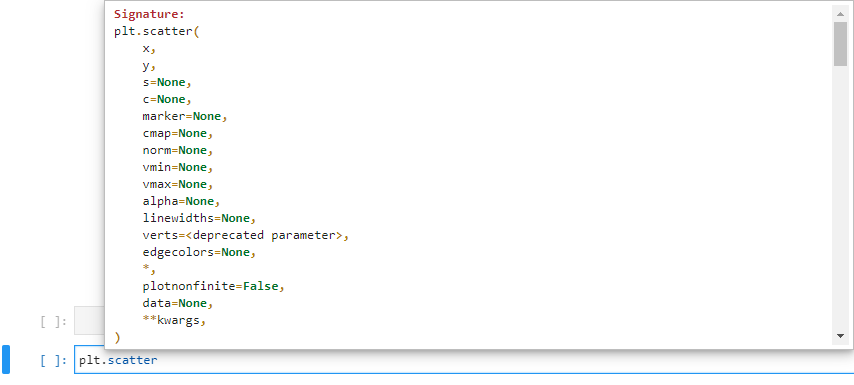 Signature:
plt.scatter(
    x,
    y,
    s=None,
    c=None,
    marker=None,
    cmap=None,
    norm=None,
    vmin=None,
    vmax=None,
    alpha=None,
    linewidths=None,
    verts=<deprecated parameter>,
    edgecolors=None,
    *,
    plotnonfinite=False,
    data=None,
    **kwargs,
)
[ ]:
[ ]: plt.scatter